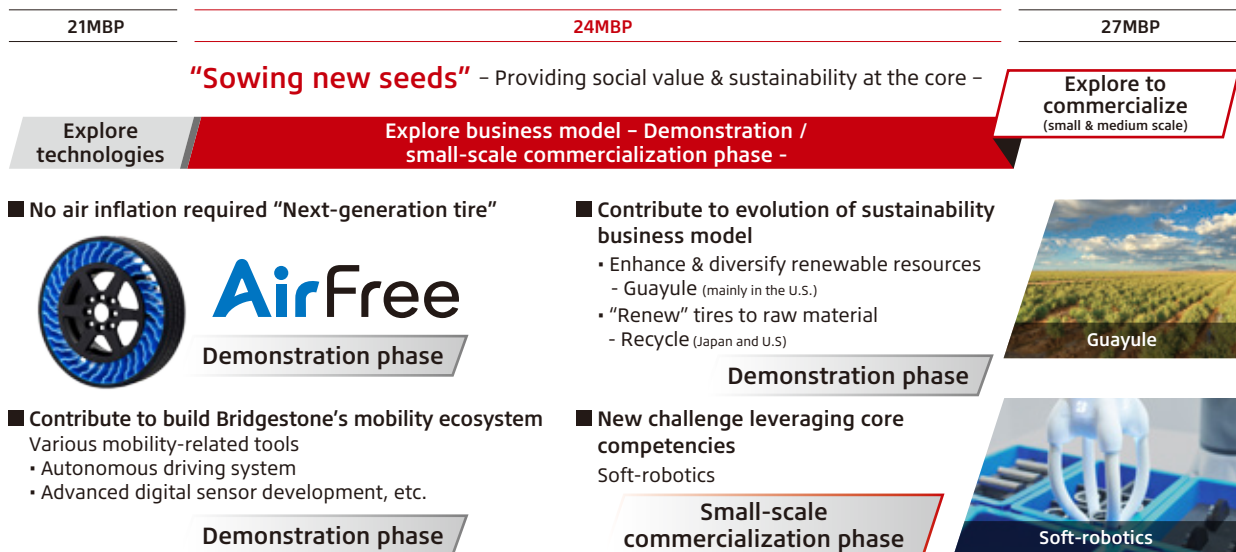 21MBP
24MBP
27MBP
“Sowing new seeds” – Providing social value & sustainability at the core –
Explore to
commercialize
(small & medium scale)
Explore
technologies
Explore business model – Demonstration /
small-scale commercialization phase -
■ No air inflation required “Next-generation tire”
AirFree
Demonstration phase
■ Contribute to evolution of sustainability
business model
・Enhance & diversify renewable resources
- Guayule (mainly in the U.S.)
・“Renew” tires to raw material
- Recycle (Japan and U.S)
Demonstration phase
Guayule
■ Contribute to build Bridgestone’s mobility ecosystem
Various mobility-related tools
・Autonomous driving system
・Advanced digital sensor development, etc.
Demonstration phase
■ New challenge leveraging core
competencies
Soft-robotics
Small-scale
commercialization phase
Soft-robotics